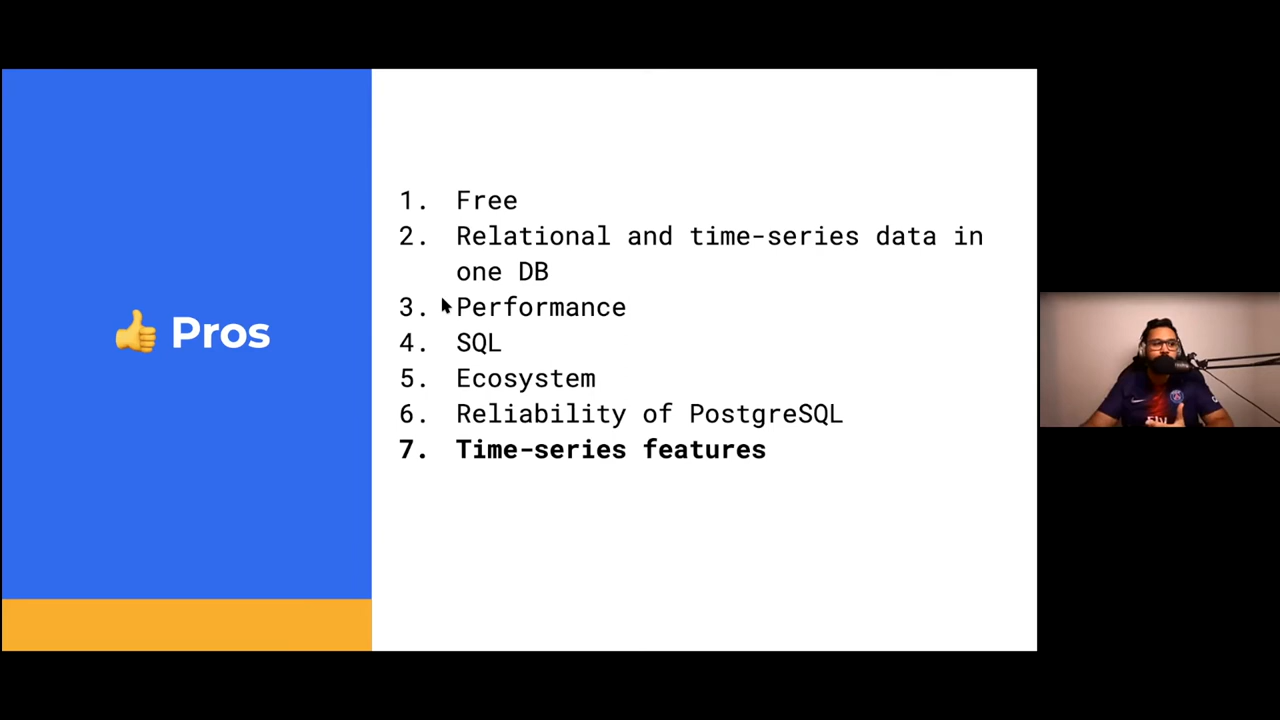 👍 Pros
1. Free
2. Relational and time-series data in
one DB
3. Performance
4. SQL
5. Ecosystem
6. Reliability of PostgreSQL
7. Time-series features